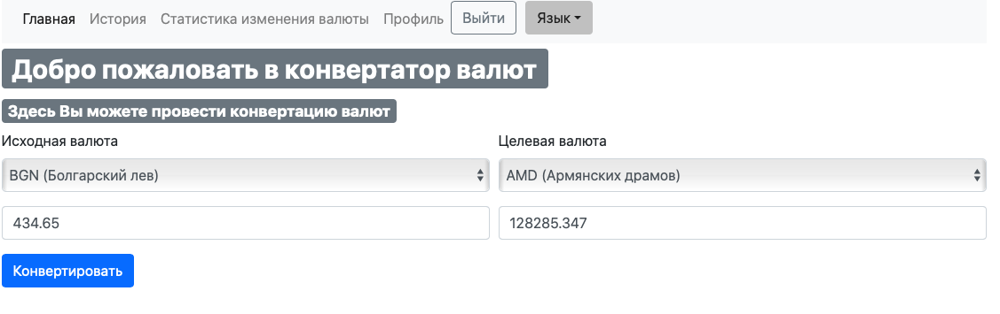 Главная История Статистика изменения валюты Профиль Выйти Язык
Добро пожаловать в конвертатор валют
Здесь Вы можете провести конвертацию валют
Исходная валюта Целевая валюта
BGN (Болгарский лев) AMD (Армянских драмов)
434.65 128285.347
Конвертировать